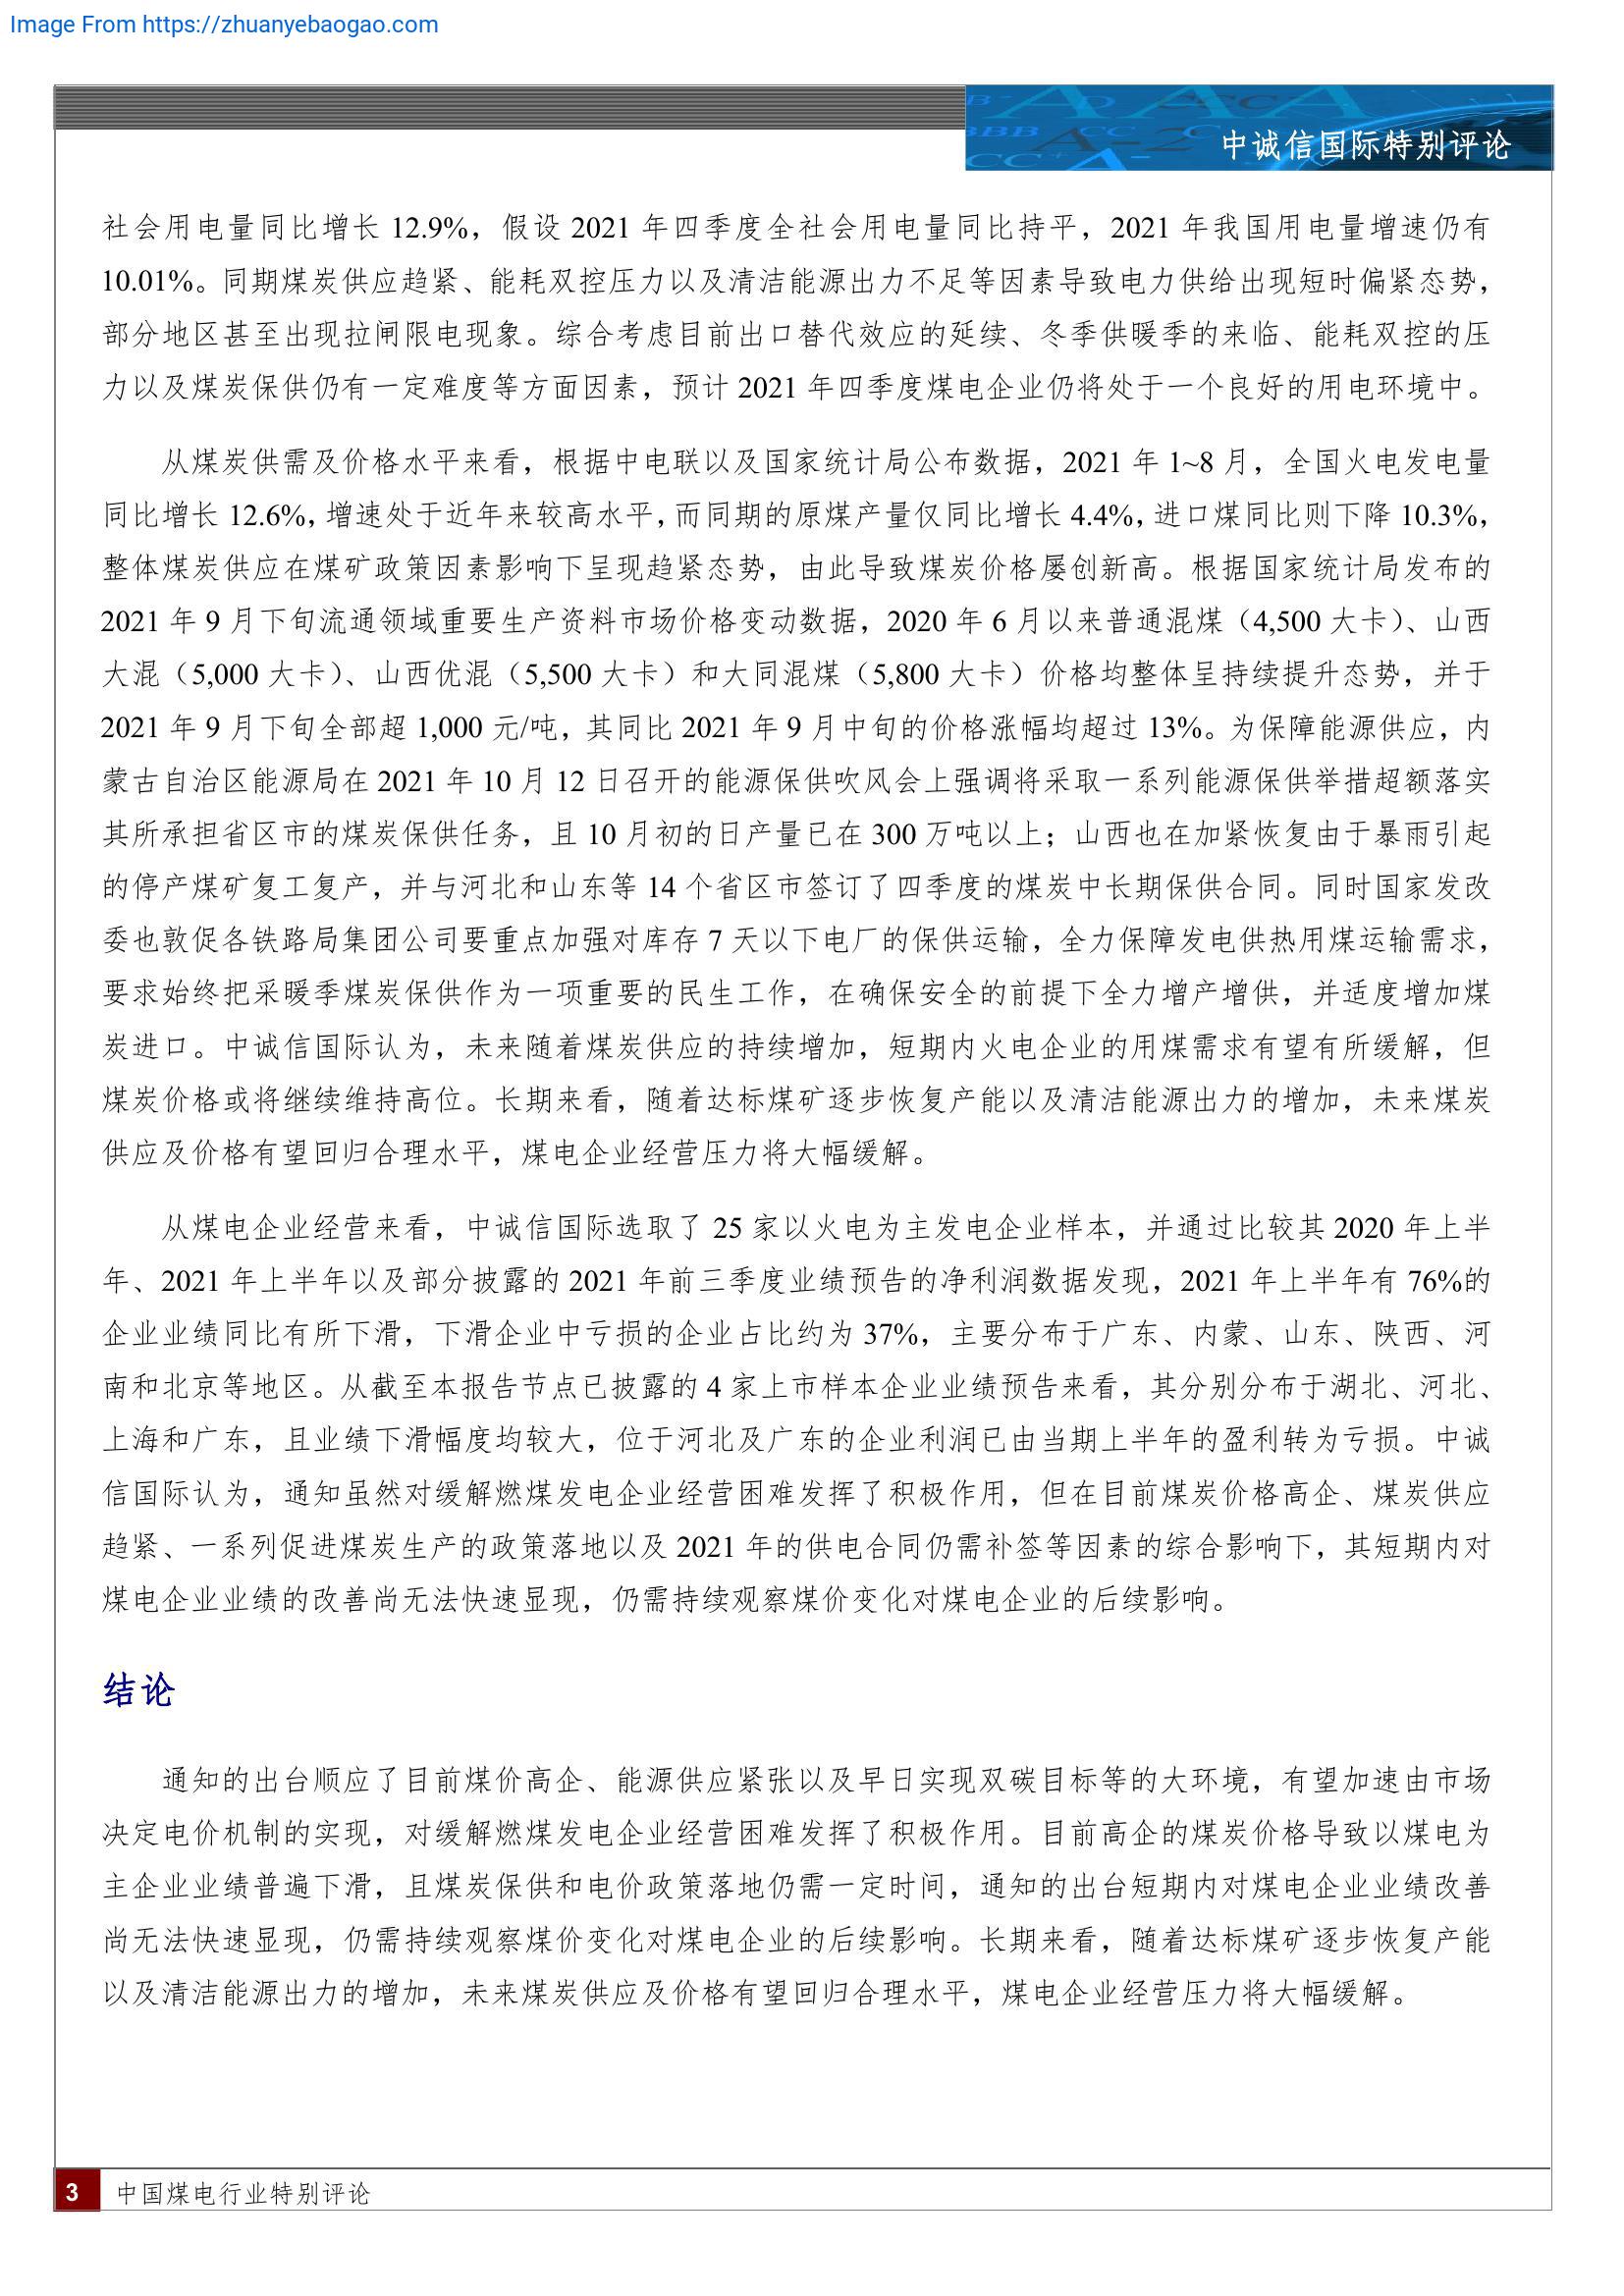 Image From https://zhuanyebaogao.com
中诚信国际特别评论
社会用电量同比增长 12.9%，假设 2021 年四季度全社会用电量同比持平，2021 年我国用电量增速仍有
10.01%。同期煤炭供应趋紧、能耗双控压力以及清洁能源出力不足等因素导致电力供给出现短时偏紧态势，
部分地区甚至出现拉闸限电现象。综合考虑目前出口替代效应的延续、冬季供暖季的来临、能耗双控的压
力以及煤炭保供仍有一定难度等方面因素，预计 2021 年四季度煤电企业仍将处于一个良好的用电环境中。
从煤炭供需及价格水平来看，根据中电联以及国家统计局公布数据，2021 年 1~8 月，全国火电发电量
同比增长 12.6%，增速处于近年来较高水平，而同期的原煤产量仅同比增长 4.4%，进口煤同比则下降 10.3%，
整体煤炭供应在煤矿政策因素影响下呈现趋紧态势，由此导致煤炭价格屡创新高。根据国家统计局发布的
2021 年 9 月下旬流通领域重要生产资料市场价格变动数据，2020 年 6 月以来普通混煤（4,500 大卡）、山西
大混（5,000 大卡）、山西优混（5,500 大卡）和大同混煤（5,800 大卡）价格均整体呈持续提升态势，并于
2021 年 9 月下旬全部超 1,000 元/吨，其同比 2021 年 9 月中旬的价格涨幅均超过 13%。为保障能源供应，内
蒙古自治区能源局在 2021 年 10 月 12 日召开的能源保供吹风会上强调将采取一系列能源保供举措超额落实
其所承担省区市的煤炭保供任务，且 10 月初的日产量已在 300 万吨以上；山西也在加紧恢复由于暴雨引起
的停产煤矿复工复产，并与河北和山东等 14 个省区市签订了四季度的煤炭中长期保供合同。同时国家发改
委也敦促各铁路局集团公司要重点加强对库存 7 天以下电厂的保供运输，全力保障发电供热用煤运输需求，
要求始终把采暖季煤炭保供作为一项重要的民生工作，在确保安全的前提下全力增产增供，并适度增加煤
炭进口。中诚信国际认为，未来随着煤炭供应的持续增加，短期内火电企业的用煤需求有望有所缓解，但
煤炭价格或将继续维持高位。长期来看，随着达标煤矿逐步恢复产能以及清洁能源出力的增加，未来煤炭
供应及价格有望回归合理水平，煤电企业经营压力将大幅缓解。
从煤电企业经营来看，中诚信国际选取了 25 家以火电为主发电企业样本，并通过比较其 2020 年上半
年、2021 年上半年以及部分披露的 2021 年前三季度业绩预告的净利润数据发现，2021 年上半年有 76%的
企业业绩同比有所下滑，下滑企业中亏损的企业占比约为 37%，主要分布于广东、内蒙、山东、陕西、河
南和北京等地区。从截至本报告节点已披露的 4 家上市样本企业业绩预告来看，其分别分布于湖北、河北、
上海和广东，且业绩下滑幅度均较大，位于河北及广东的企业利润已由当期上半年的盈利转为亏损。中诚
信国际认为，通知虽然对缓解燃煤发电企业经营困难发挥了积极作用，但在目前煤炭价格高企、煤炭供应
趋紧、一系列促进煤炭生产的政策落地以及 2021 年的供电合同仍需补签等因素的综合影响下，其短期内对
煤电企业业绩的改善尚无法快速显现，仍需持续观察煤价变化对煤电企业的后续影响。
结论
通知的出台顺应了目前煤价高企、能源供应紧张以及早日实现双碳目标等的大环境，有望加速由市场
决定电价机制的实现，对缓解燃煤发电企业经营困难发挥了积极作用。目前高企的煤炭价格导致以煤电为
主企业业绩普遍下滑，且煤炭保供和电价政策落地仍需一定时间，通知的出台短期内对煤电企业业绩改善
尚无法快速显现，仍需持续观察煤价变化对煤电企业的后续影响。长期来看，随着达标煤矿逐步恢复产能
以及清洁能源出力的增加，未来煤炭供应及价格有望回归合理水平，煤电企业经营压力将大幅缓解。
3 中国煤电行业特别评论